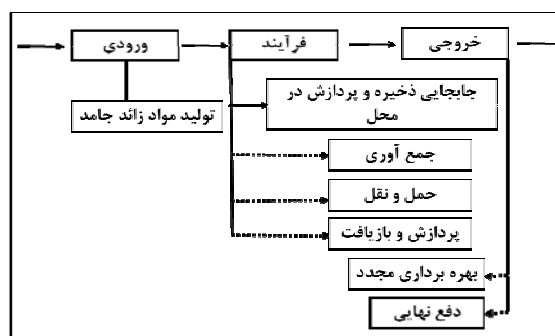 ورودی
فرآیند
خروجی
تولید مواد زائد جامد
جابجایی ذخیره و پردازش در
محل
جمع آوری
حمل و نقل
پردازش و بازیافت
بهره برداری مجدد
دفع نهایی